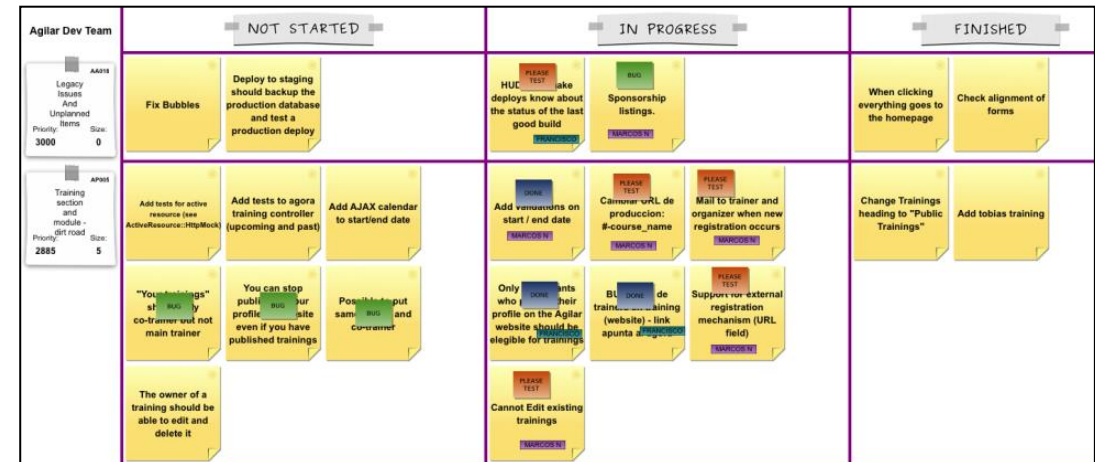 Agilar Dev Team
NOT STARTED
IN PROGRESS
FINISHED
AA018
Legacy
Issues
And
Unplanned
Items
Priority: Size:
3000 0
Fix Bubbles
Deploy to staging
should backup the
production database
and test a
production deploy
PLEASE
TEST
deploys know about
the status of the last
good build
FRANCISCO
BUG
Sponsorship
listings.
MARCOS N
When clicking
everything goes to
the homepage
Check alignment of
forms
AP005
Training
section
and
module -
dirt road
Priority: Size:
2885 5
Add tests for active
resource (see
ActiveResource::HttpMock)
Add tests to agora
training controller
(upcoming and past)
Add AJAX calendar
to start/end date
DONE
Add validations on
start / end date
MARCOS N
PLEASE
TEST
Cambiar URL de
produccion:
#-course_name
MARCOS N
PLEASE
TEST
Mail to trainer and
organizer when new
registration occurs
MARCOS N
Change Trainings
heading to "Public
Trainings"
Add tobias training
BUG
main trainer
BUG
You can stop
even if you have
published trainings
BUG
DONE
Only
who their
profile on the Agilar
website should be
elegible for trainings
FRANCISCO
DONE
de
training
(website) - link
apunta a
FRANCISCO
PLEASE
TEST
Support for external
registration
mechanism (URL
field)
MARCOS N
The owner of a
training should be
able to edit and
delete it
PLEASE
TEST
Cannot Edit existing
trainings
MARCOS N